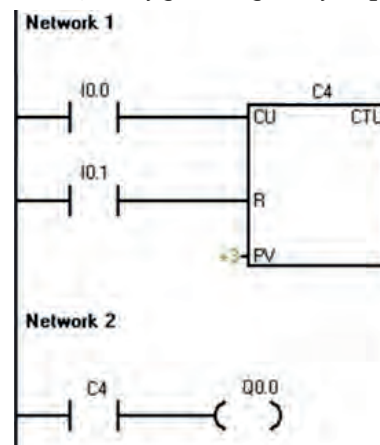 Network 1
I0.0
C4
CU CTU
I0.1
R
+3 PV
Network 2
C4 Q0.0